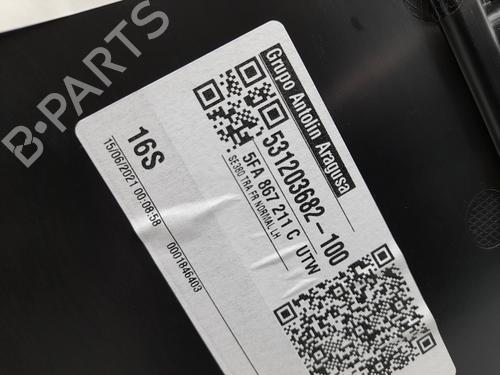 B-PARTS
Grupo Antolin Aragusa
531203682-100
5FA 867 211 C UTW
SE380 TRA FR NORMAL LH
16S
15/06/2021 00:08:58
0001846403